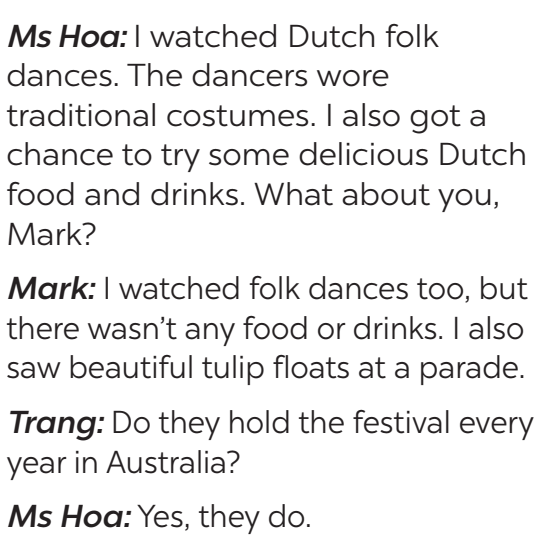 Ms Hoa: I watched Dutch folk
dances. The dancers wore
traditional costumes. I also got a
chance to try some delicious Dutch
food and drinks. What about you,
Mark?
Mark: I watched folk dances too, but
there wasn’t any food or drinks. I also
saw beautiful tulip floats at a parade.
Trang: Do they hold the festival every
year in Australia?
Ms Hoa: Yes, they do.